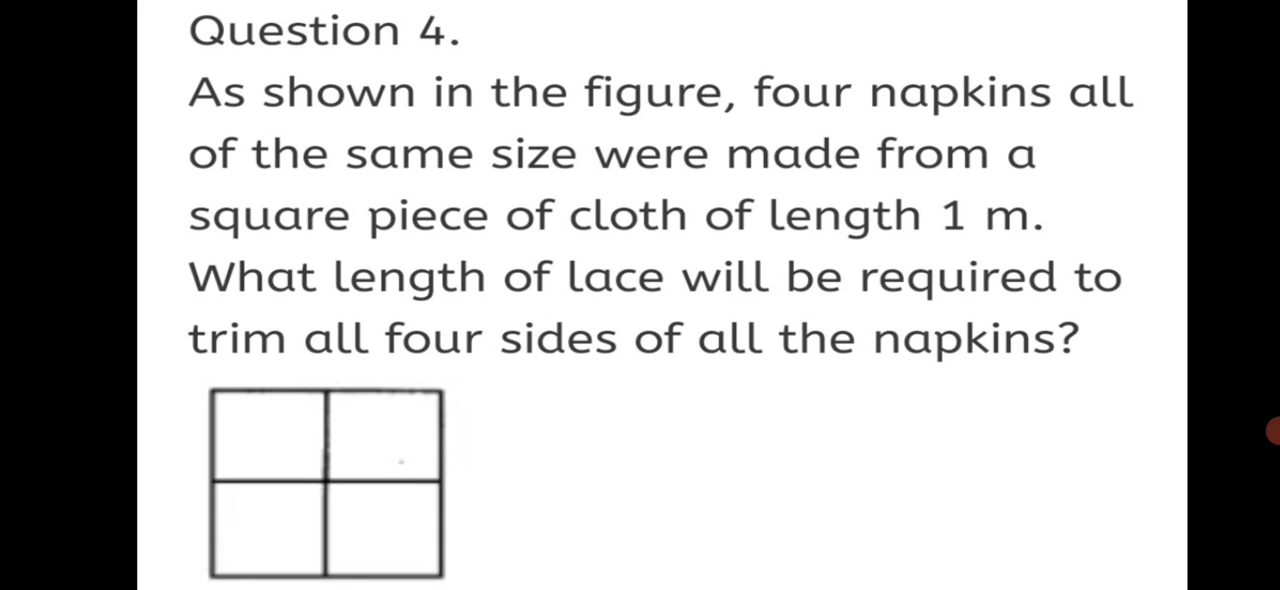 Question 4.
As shown in the figure, four napkins all
of the same size were made from a
square piece of cloth of length 1 m.
What length of lace will be required to
trim all four sides of all the napkins?